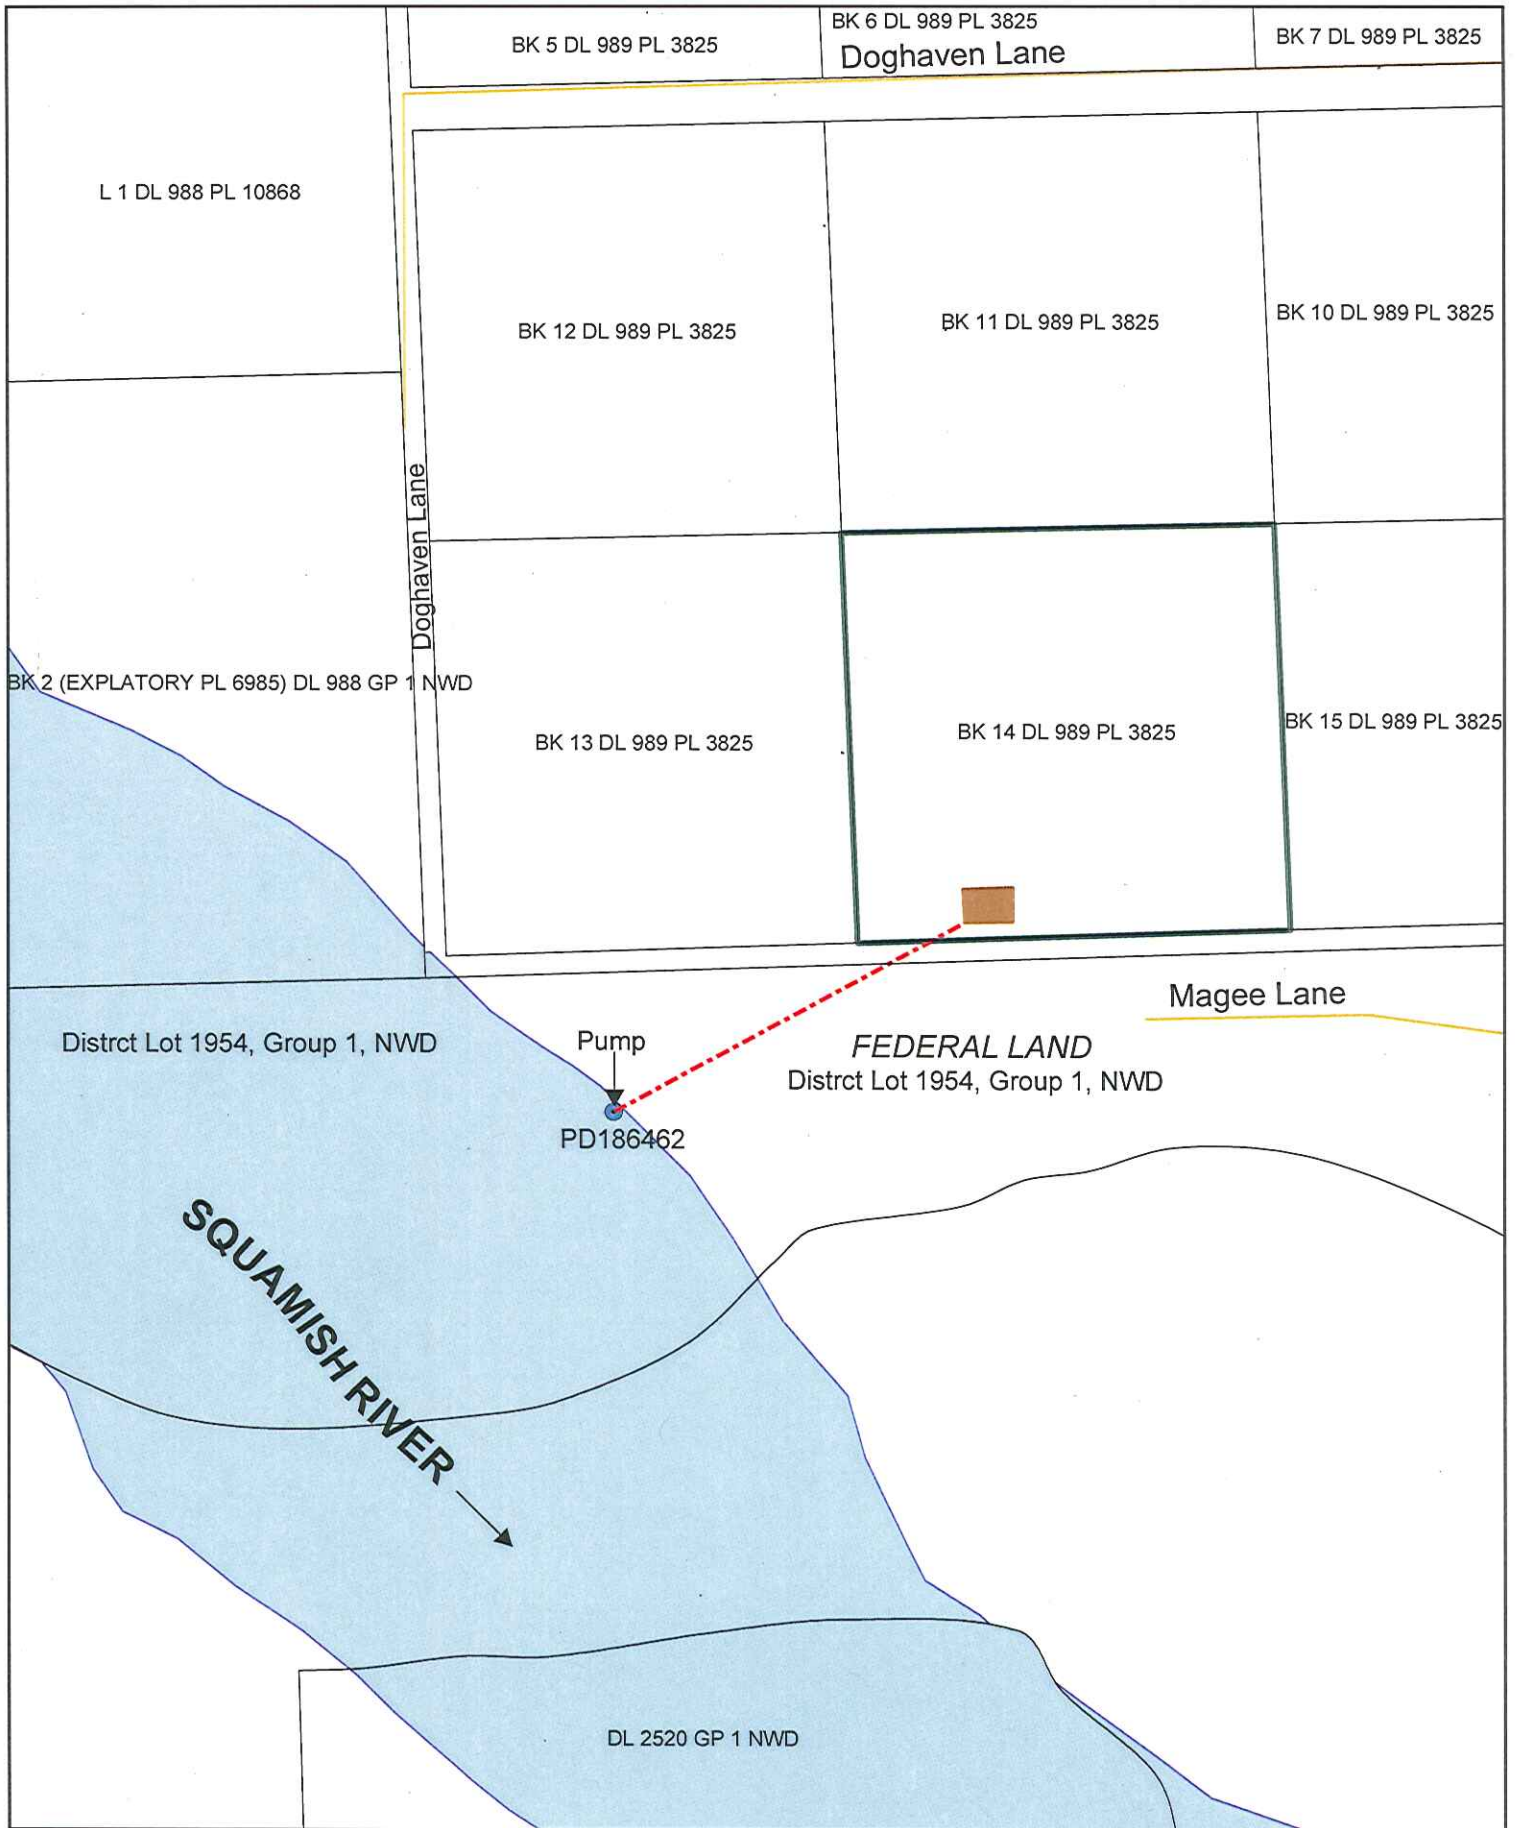 BK 5 DL 989 PL 3825
BK 6 DL 989 PL 3825
BK 7 DL 989 PL 3825
Doghaven Lane
L 1 DL 988 PL 10868
BK 12 DL 989 PL 3825
BK 11 DL 989 PL 3825
BK 10 DL 989 PL 3825
Doghaven Lane
BK 2 (EXPLATORY PL 6985) DL 988 GP 1 NWD
BK 13 DL 989 PL 3825
BK 14 DL 989 PL 3825
BK 15 DL 989 PL 3825
Magee Lane
Distrct Lot 1954, Group 1, NWD
Pump
FEDERAL LAND
Distrct Lot 1954, Group 1, NWD
PD186462
SQUAMISH RIVER
DL 2520 GP 1 NWD